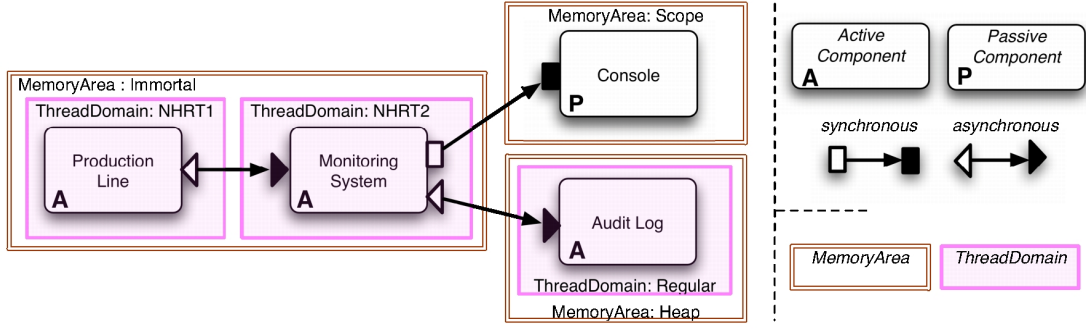 MemoryArea : Immortal
ThreadDomain: NHRT1
Production
Line
A
ThreadDomain: NHRT2
Monitoring
System
A
MemoryArea: Scope
Console
P
Audit Log
A
ThreadDomain: Regular
MemoryArea: Heap
Active
Component
A
Passive
Component
P
synchronous
asynchronous
MemoryArea
ThreadDomain